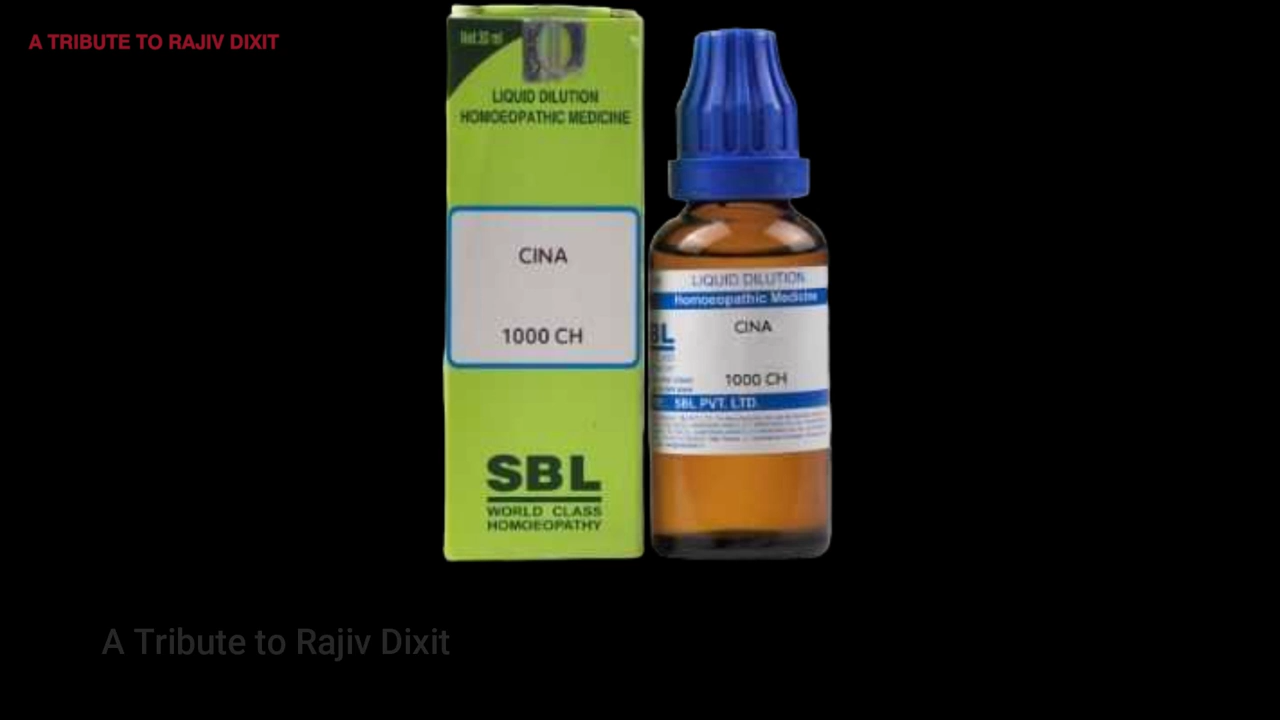 A TRIBUTE TO RAJIV DIXIT
Net.30 ml
LIQUID DILUTION
HOMOEOPATHIC MEDICINE
CINA
1000 CH
SBL
WORLD CLASS
HOMOEOPATHY
LIQUID DILUTION
Homoeopathic Medicine
BL
CINA
1000 CH
SBL PVT. LTD.
A Tribute to Rajiv Dixit